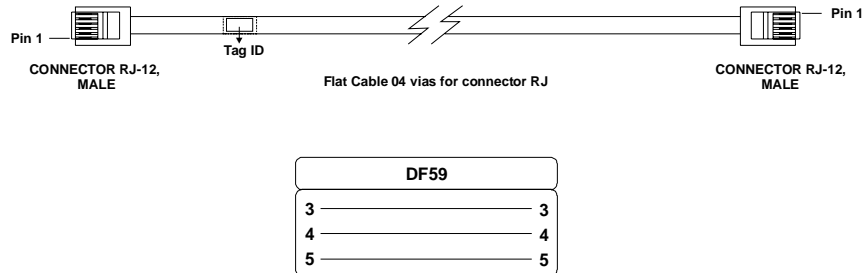 Pin 1
Pin 1
Tag ID
CONNECTOR RJ-12,
MALE
Flat Cable 04 vias for connector RJ
CONNECTOR RJ-12,
MALE
DF59
3 3
4 4
5 5